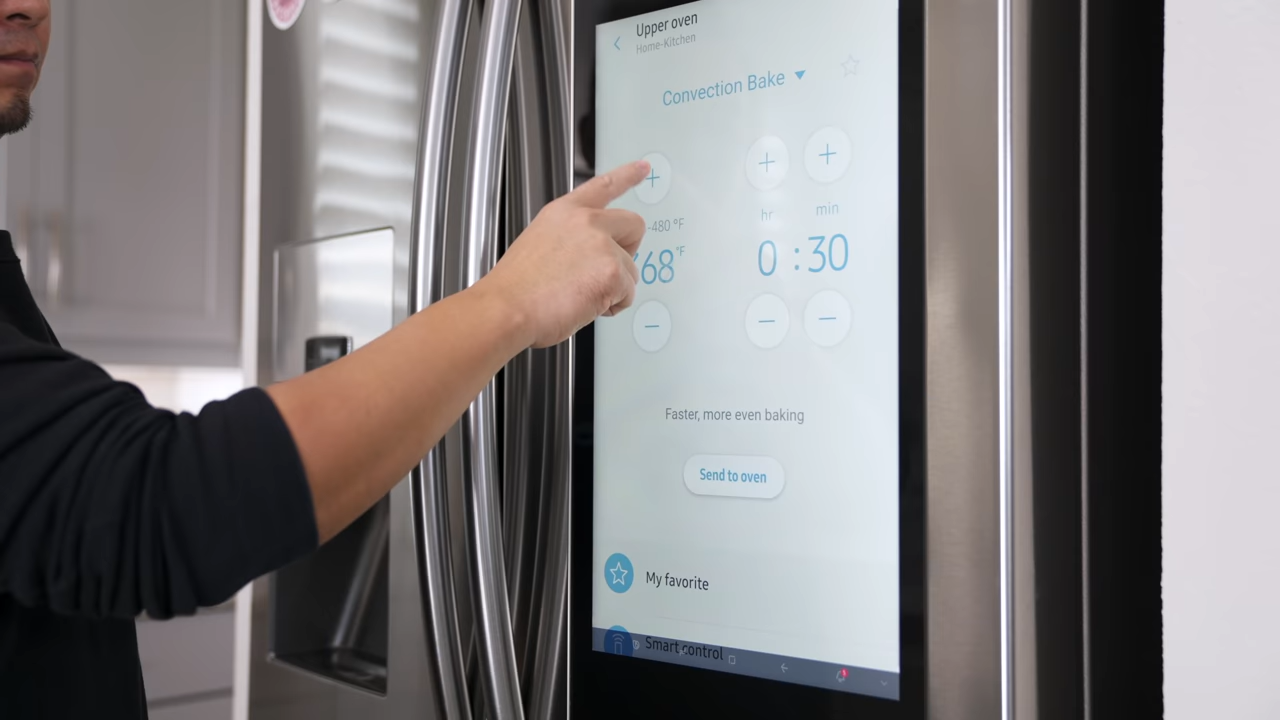 Upper oven
Home-Kitchen
Convection Bake
hr min
-480 °F
68°F 0 : 30
Faster, more even baking
Send to oven
My favorite
Smart control